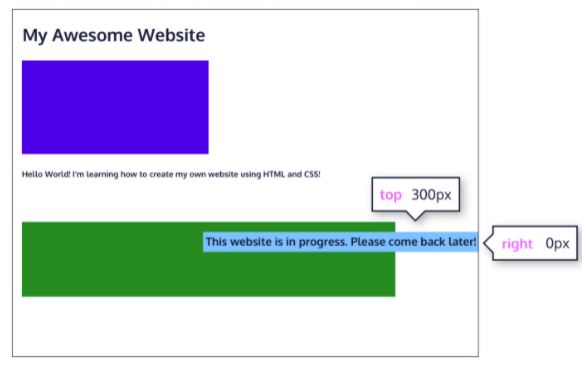 My Awesome Website
Hello World! I'm learning how to create my own website using HTML and CSS!
top 300px
This website is in progress. Please come back later!
right 0px